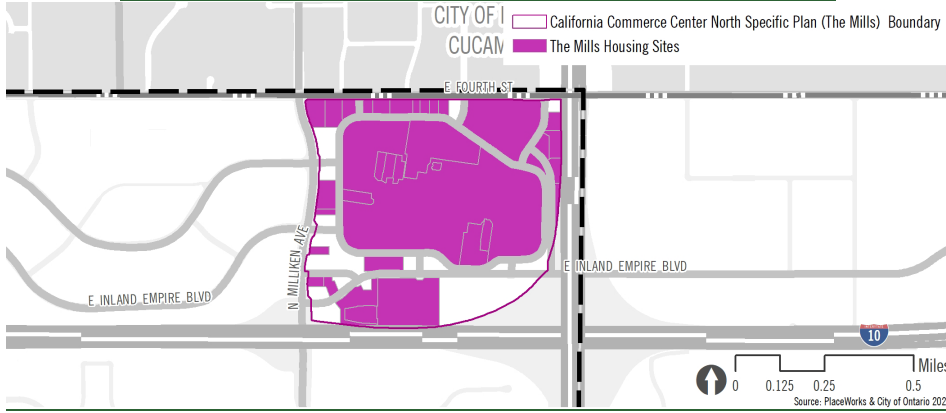 CITY OF
CUCAM
California Commerce Center North Specific Plan (The Mills) Boundary
The Mills Housing Sites
E FOURTH ST
N MILLIKEN AVE
E INLAND EMPIRE BLVD
E INLAND EMPIRE BLVD
10
Miles
0 0.125 0.25 0.5
Source: PlaceWorks & City of Ontario 202